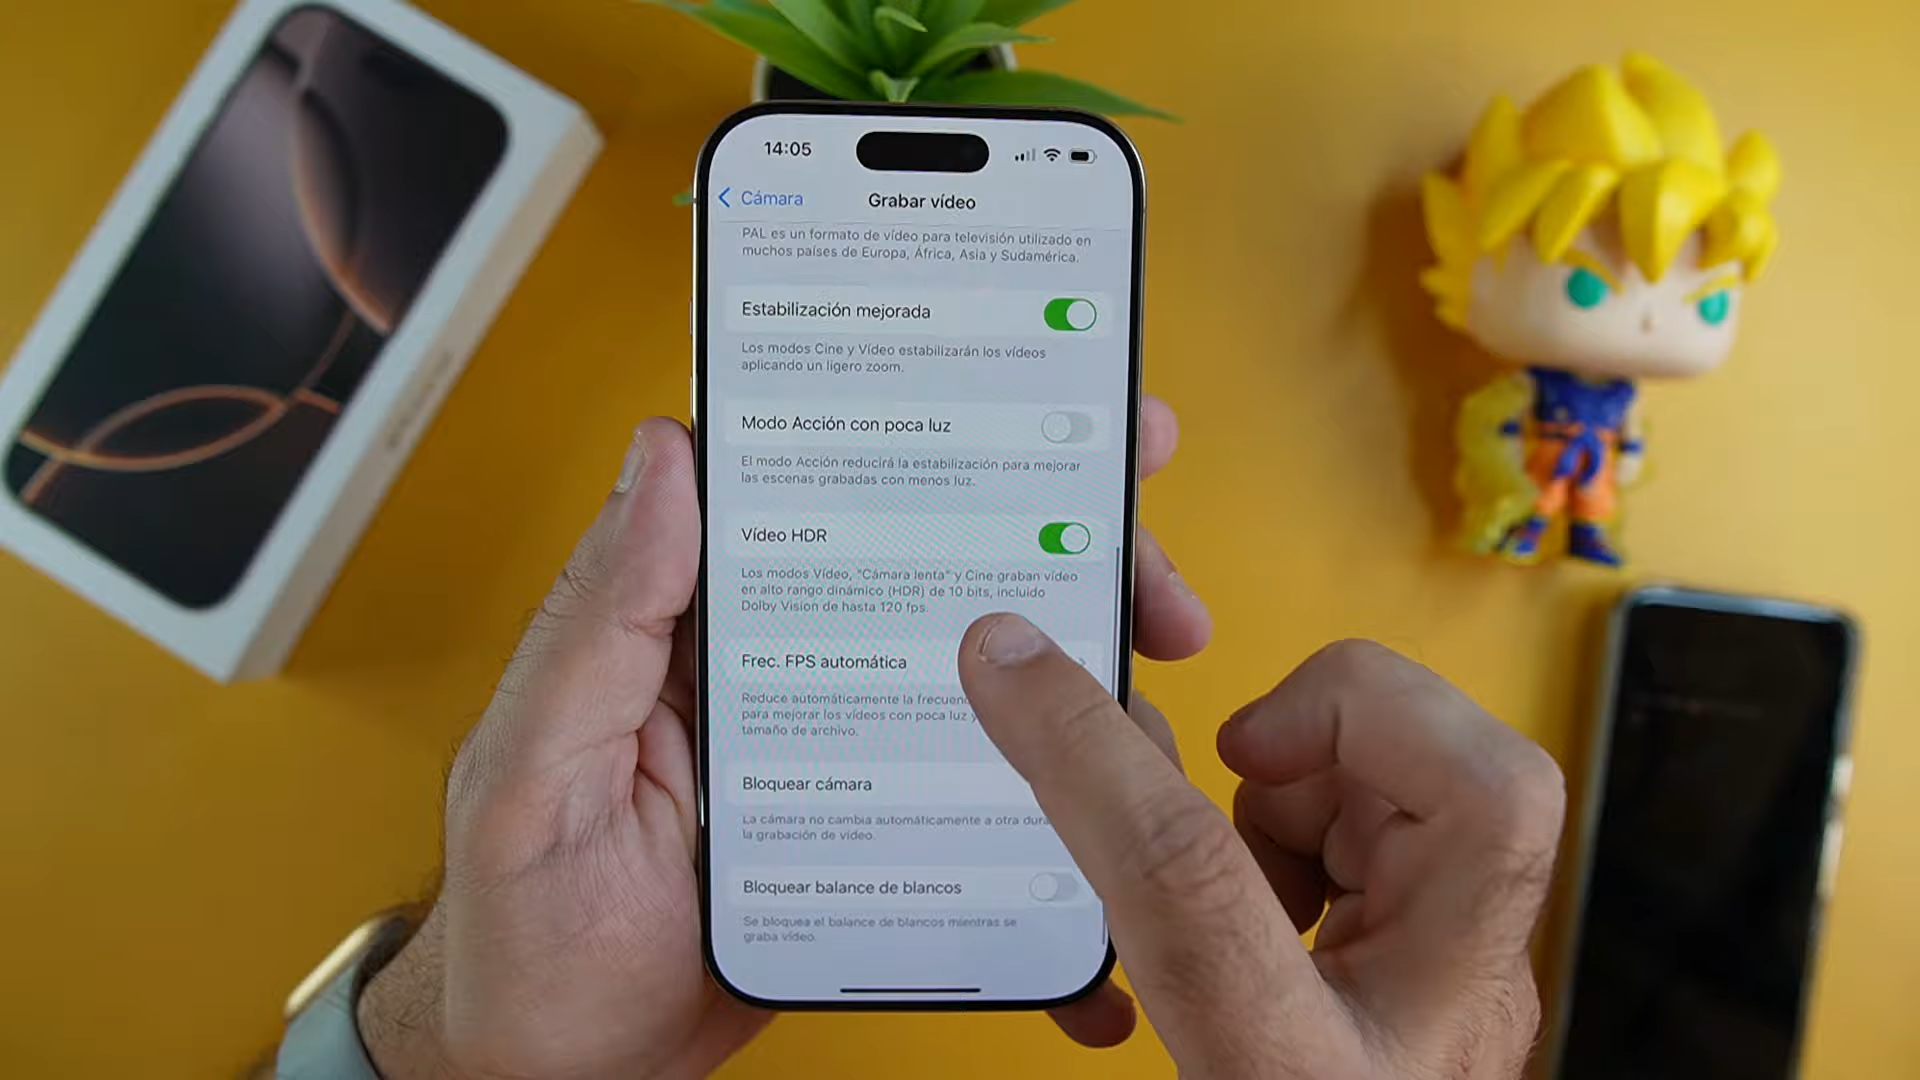 14:05
Cámara
Grabar vídeo
PAL es un formato de vídeo para televisión utilizado en
muchos países de Europa, África, Asia y Sudamérica.
Estabilización mejorada
Los modos Cine y Vídeo estabilizarán los vídeos
aplicando un ligero zoom.
Modo Acción con poca luz
El modo Acción reducirá la estabilización para mejorar
las escenas grabadas con menos luz.
Vídeo HDR
Los modos Vídeo, "Cámara lenta" y Cine graban vídeo
en alto rango dinámico (HDR) de 10 bits, incluido
Dolby Vision de hasta 120 fps.
Frec. FPS automática
Reduce automáticamente la
para mejorar los vídeos con poca luz y
tamaño de archivo.
Bloquear cámara
La cámara no cambia automáticamente a otra
la grabación de vídeo.
Bloquear balance de blancos
Se bloquea el balance de blancos mientras se
graba vídeo.